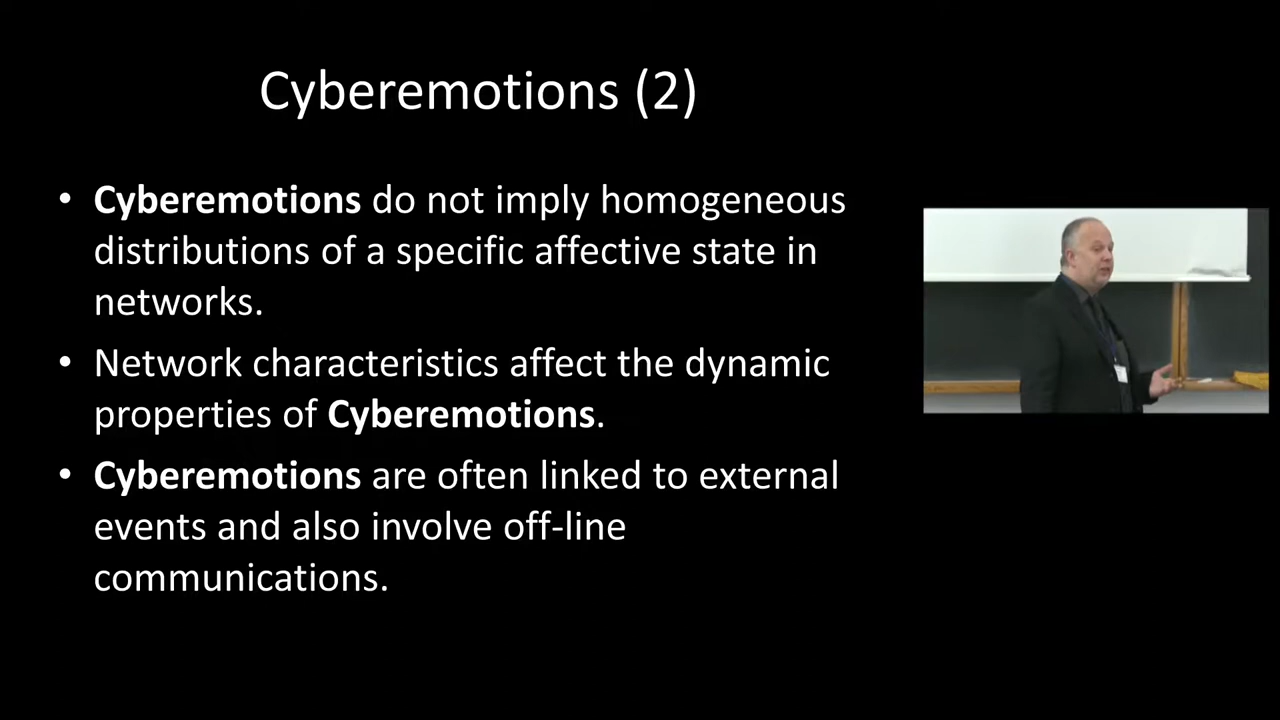 Cyberemotions (2)
• Cyberemotions do not imply homogeneous
distributions of a specific affective state in
networks.
• Network characteristics affect the dynamic
properties of Cyberemotions.
• Cyberemotions are often linked to external
events and also involve off-line
communications.